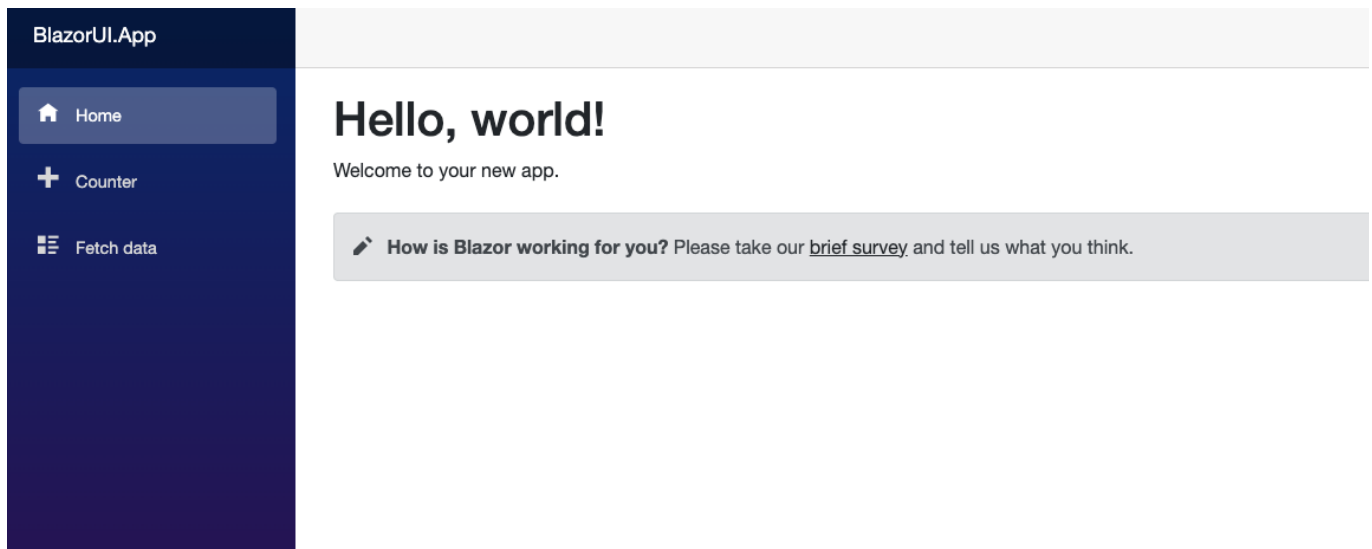 BlazorUI.App
Home
Counter
Fetch data
Hello, world!
Welcome to your new app.
How is Blazor working for you? Please take our brief survey and tell us what you think.